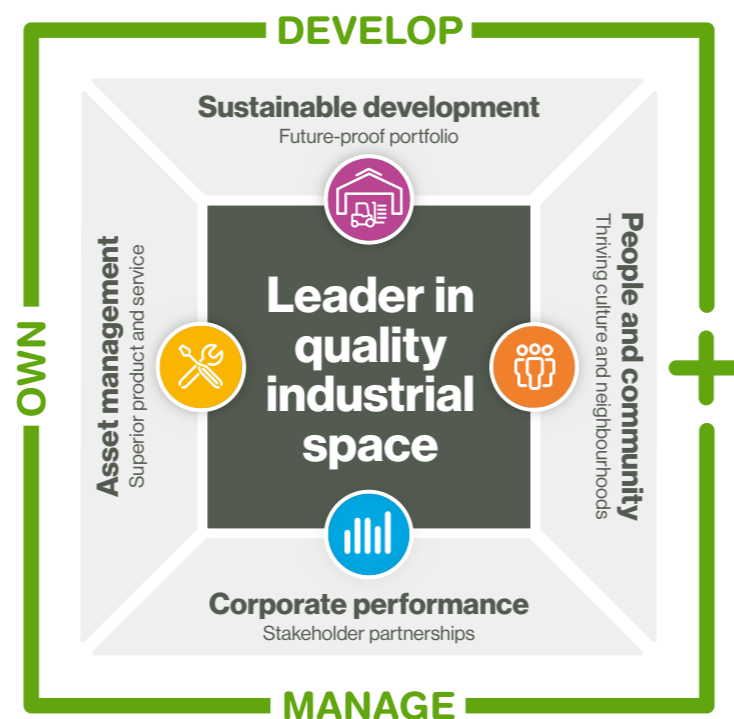 DEVELOP
Sustainable development
Future-proof portfolio
OWN
Asset management
Superior product and service
Leader in
quality
industrial
space
People and community
Thriving culture and neighbourhoods
+
Corporate performance
Stakeholder partnerships
MANAGE